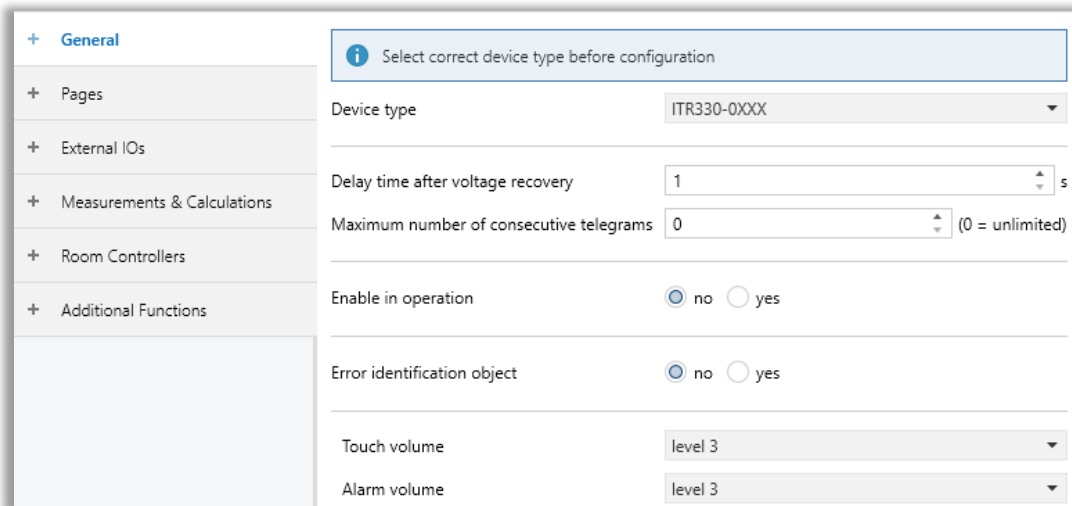 General
Pages
External IOs
Measurements & Calculations
Room Controllers
Additional Functions
Select correct device type before configuration
Device type ITR330-0XXX
Delay time after voltage recovery 1 s
Maximum number of consecutive telegrams 0 (0 = unlimited)
Enable in operation no yes
Error identification object no yes
Touch volume level 3
Alarm volume level 3